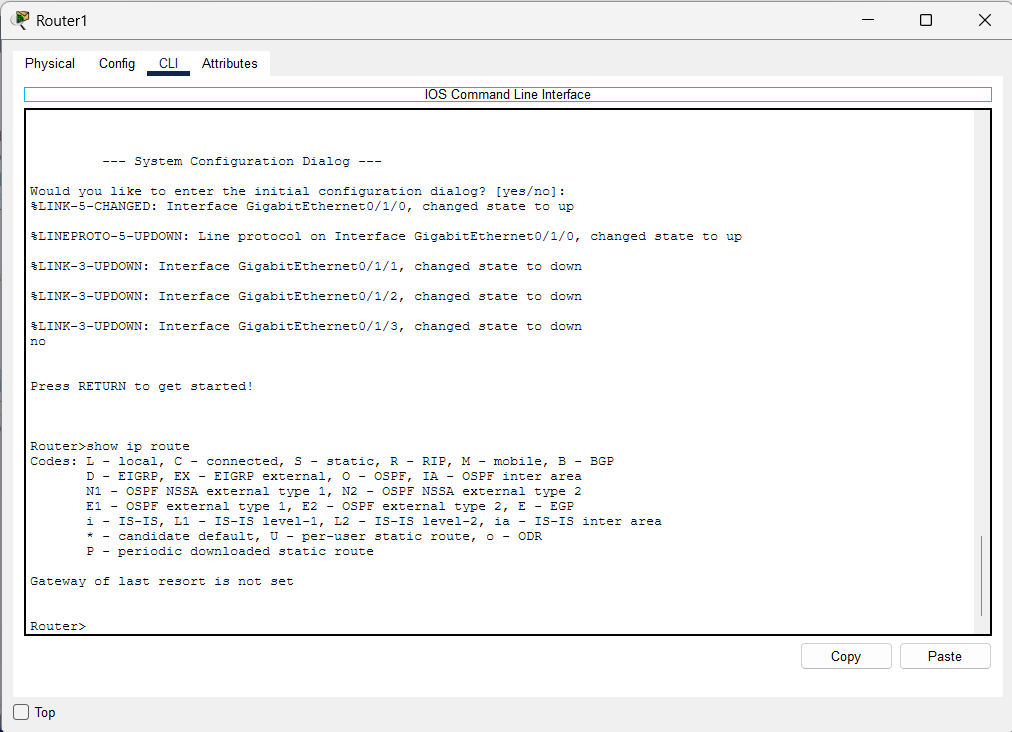 Router1
Physical Config CLI Attributes
IOS Command Line Interface
--- System Configuration Dialog ---
Would you like to enter the initial configuration dialog? [yes/no]:
%LINK-5-CHANGED: Interface GigabitEthernet0/1/0, changed state to up
%LINEPROTO-5-UPDOWN: Line protocol on Interface GigabitEthernet0/1/0, changed state to up
%LINK-3-UPDOWN: Interface GigabitEthernet0/1/1, changed state to down
%LINK-3-UPDOWN: Interface GigabitEthernet0/1/2, changed state to down
%LINK-3-UPDOWN: Interface GigabitEthernet0/1/3, changed state to down
no
Press RETURN to get started!
Router>show ip route
Codes: L - local, C - connected, S - static, R - RIP, M - mobile, B - BGP
D - EIGRP, EX - EIGRP external, O - OSPF, IA - OSPF inter area
N1 - OSPF NSSA external type 1, N2 - OSPF NSSA external type 2
E1 - OSPF external type 1, E2 - OSPF external type 2, E - EGP
i - IS-IS, L1 - IS-IS level-1, L2 - IS-IS level-2, ia - IS-IS inter area
* - candidate default, U - per-user static route, o - ODR
P - periodic downloaded static route
Gateway of last resort is not set
Router>
Copy Paste
Top